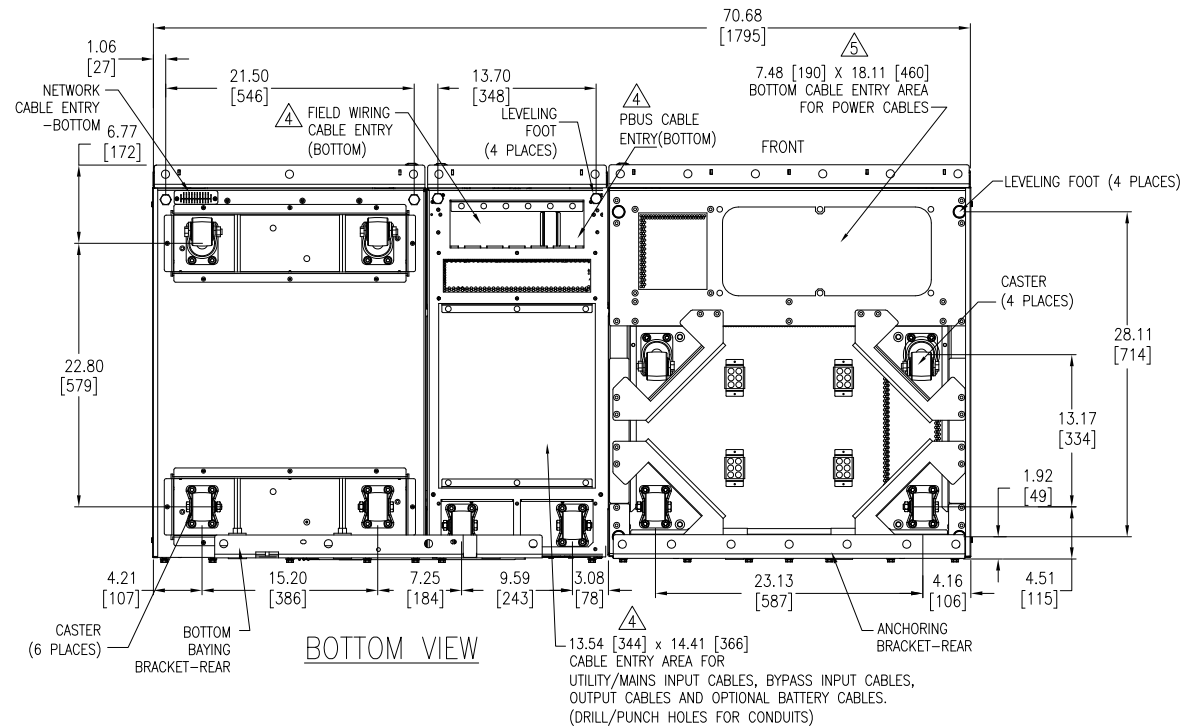 70.68
[1795]
1.06
[27]
21.50
[546]
13.70
[348]
5
7.48 [190] X 18.11 [460]
BOTTOM CABLE ENTRY AREA
FOR POWER CABLES
NETWORK
CABLE ENTRY
-BOTTOM
4
FIELD WIRING
CABLE ENTRY
(BOTTOM)
LEVELING
FOOT
(4 PLACES)
4
PBUS CABLE
ENTRY(BOTTOM)
FRONT
6.77
[172]
LEVELING FOOT (4 PLACES)
CASTER
(4 PLACES)
22.80
[579]
28.11
[714]
13.17
[334]
1.92
[49]
4.21
[107]
15.20
[386]
7.25
[184]
9.59
[243]
3.08
[78]
23.13
[587]
4.16
[106]
4.51
[115]
CASTER
(6 PLACES)
BOTTOM
BAYING
BRACKET-REAR
BOTTOM VIEW
4
13.54 [344] x 14.41 [366]
CABLE ENTRY AREA FOR
UTILITY/MAINS INPUT CABLES, BYPASS INPUT CABLES,
OUTPUT CABLES AND OPTIONAL BATTERY CABLES.
(DRILL/PUNCH HOLES FOR CONDUITS)
ANCHORING
BRACKET-REAR